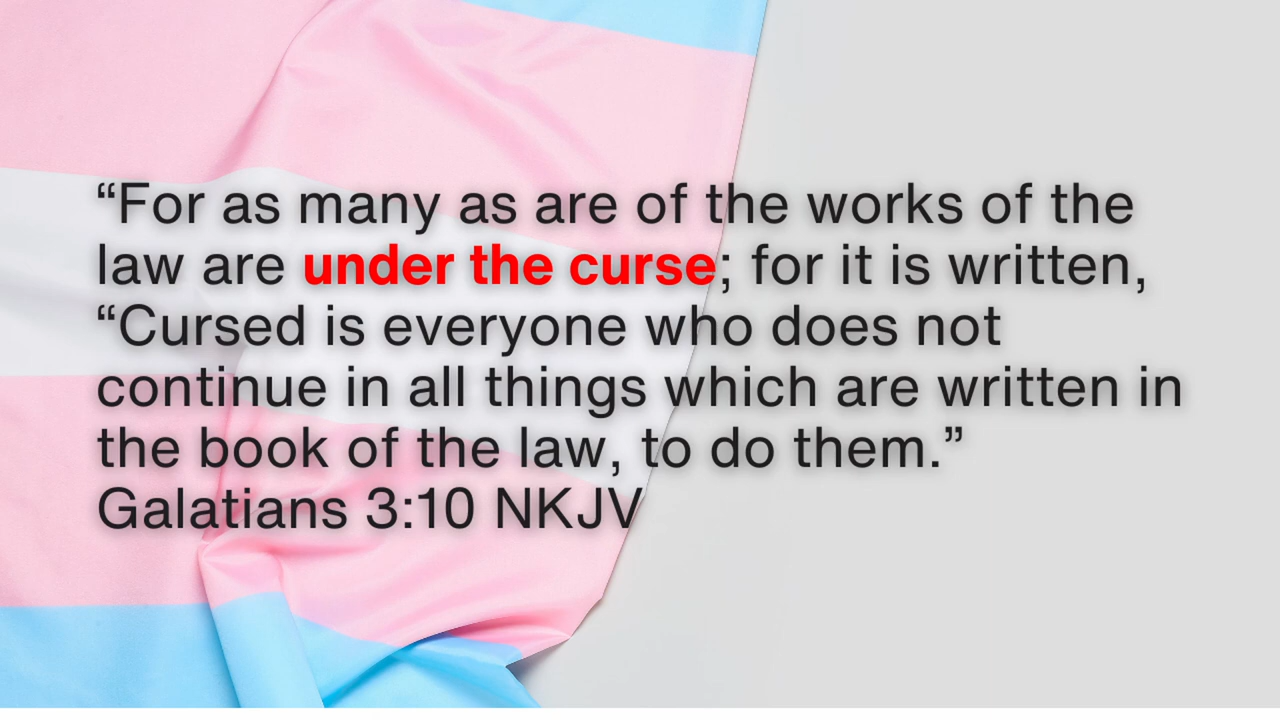 “For as many as are of the works of the
law are under the curse; for it is written,
“Cursed is everyone who does not
continue in all things which are written in
the book of the law, to do them.”
Galatians 3:10 NKJV